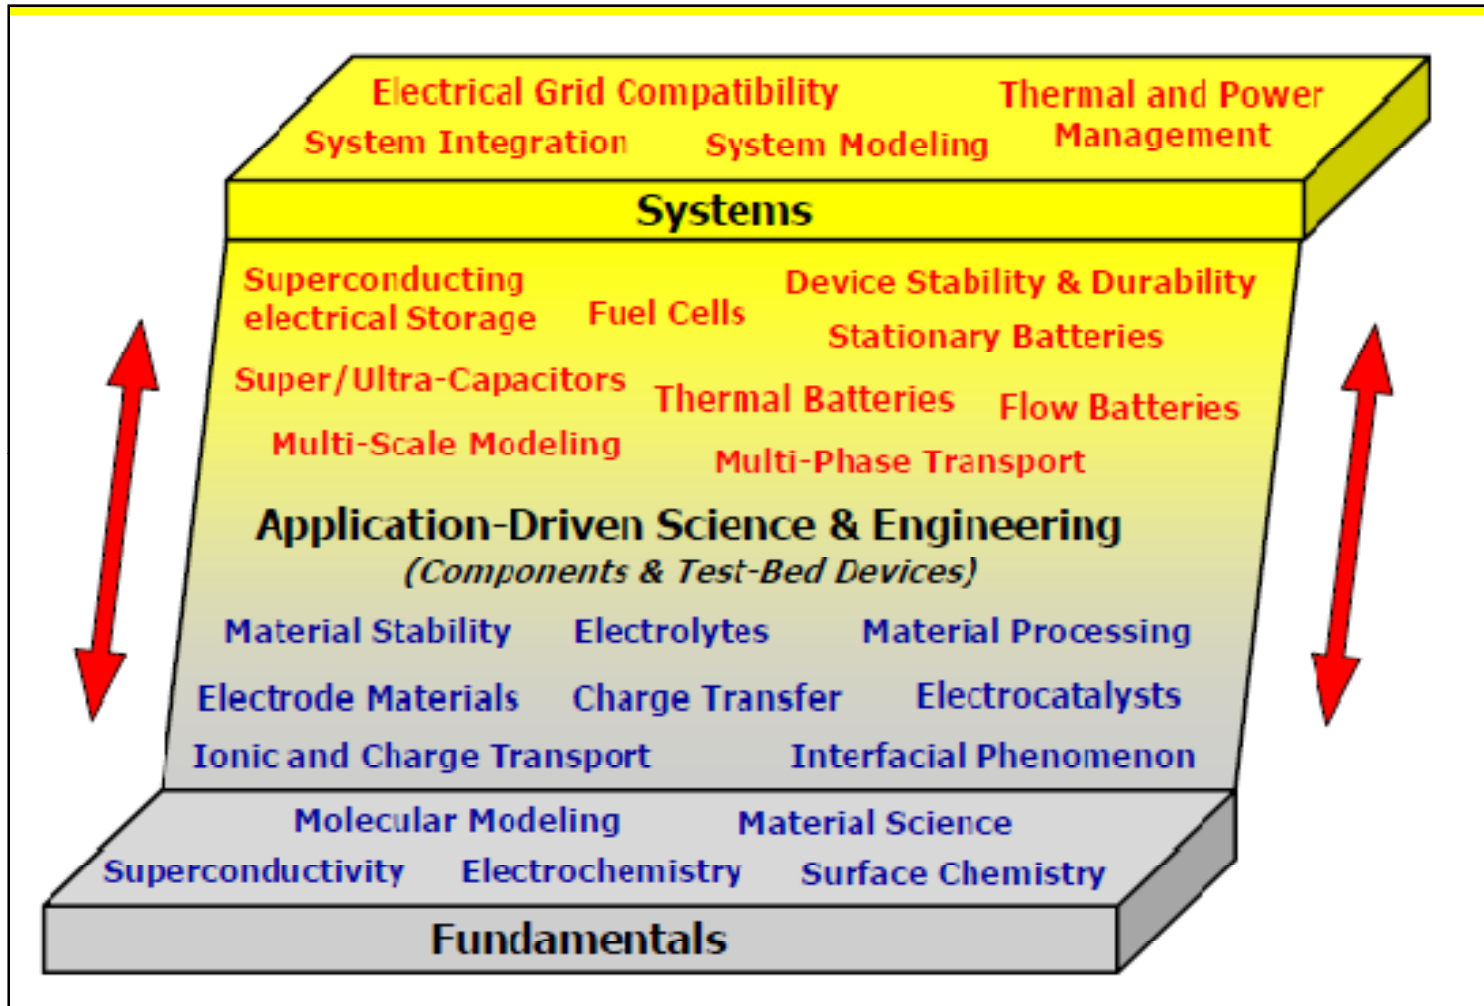 Electrical Grid Compatibility
Thermal and Power
Management
System Integration
System Modeling
Systems
Superconducting
electrical Storage
Fuel Cells
Device Stability & Durability
Stationary Batteries
Super/Ultra-Capacitors
Thermal Batteries
Flow Batteries
Multi-Scale Modeling
Multi-Phase Transport
Application-Driven Science & Engineering
(Components & Test-Bed Devices)
Material Stability
Electrolytes
Material Processing
Electrode Materials
Charge Transfer
Electrocatalysts
Ionic and Charge Transport
Interfacial Phenomenon
Molecular Modeling
Material Science
Superconductivity
Electrochemistry
Surface Chemistry
Fundamentals